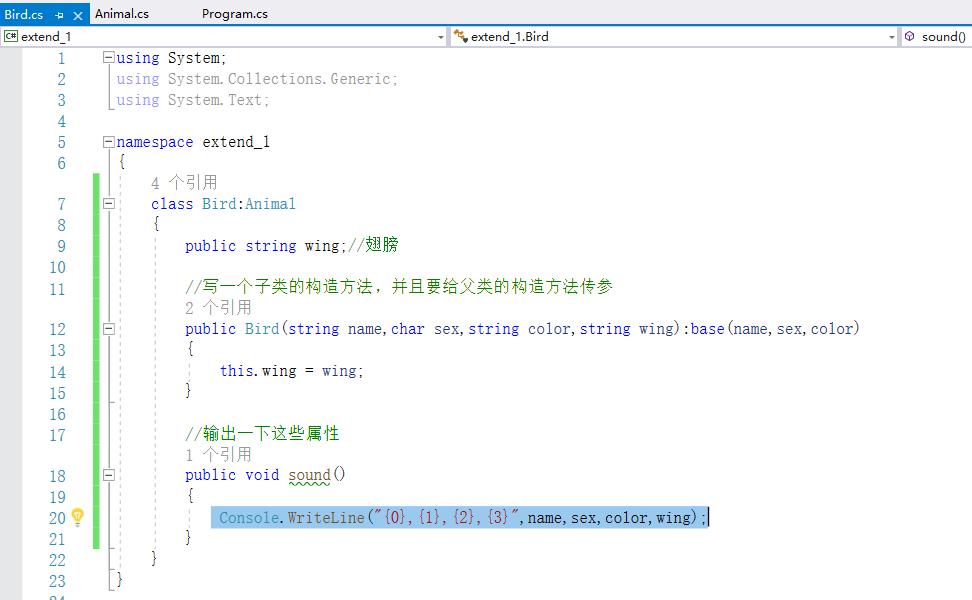 Bird.cs Animal.cs Program.cs
C# extend_1 extend_1.Bird sound()
1 using System;
2 using System.Collections.Generic;
3 using System.Text;
4
5 namespace extend_1
6 {
4 个引用
7 class Bird:Animal
8 {
9 public string wing;//翅膀
10
11 //写一个子类的构造方法，并且要给父类的构造方法传参
2 个引用
12 public Bird(string name,char sex,string color,string wing):base(name,sex,color)
13 {
14 this.wing = wing;
15 }
16
17 //输出一下这些属性
1 个引用
18 public void sound()
19 {
20 Console.WriteLine("{0},{1},{2},{3}",name,sex,color,wing);
21 }
22 }
23 }
24